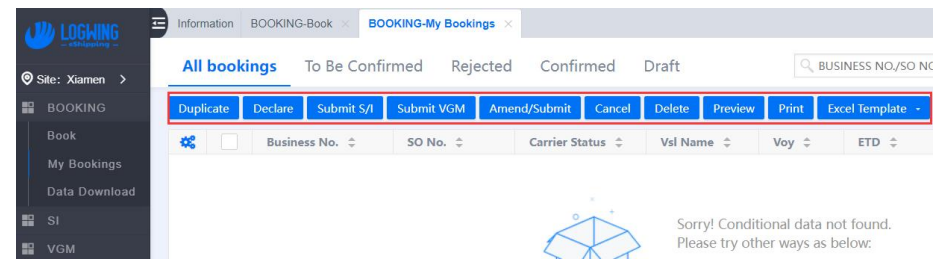 LOGWING
eShipping
Information BOOKING-Book × BOOKING-My Bookings ×
Site: Xiamen >
All bookings To Be Confirmed Rejected Confirmed Draft BUSINESS NO./SO NO
BOOKING
Duplicate Declare Submit S/I Submit VGM Amend/Submit Cancel Delete Preview Print Excel Template
Book
Business No. SO No. Carrier Status Vsl Name Voy ETD
My Bookings
Data Download
SI
VGM
Sorry! Conditional data not found.
Please try other ways as below: